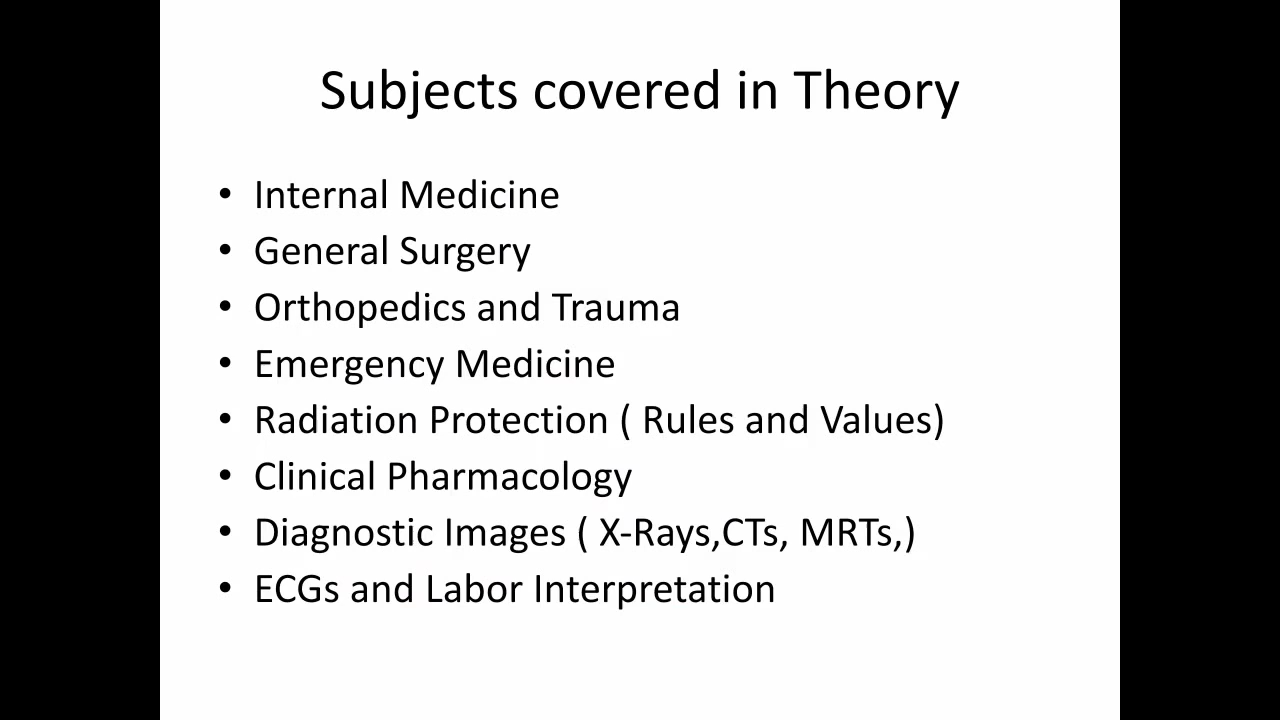 Subjects covered in Theory
• Internal Medicine
• General Surgery
• Orthopedics and Trauma
• Emergency Medicine
• Radiation Protection ( Rules and Values)
• Clinical Pharmacology
• Diagnostic Images ( X-Rays,CTs, MRTs,)
• ECGs and Labor Interpretation